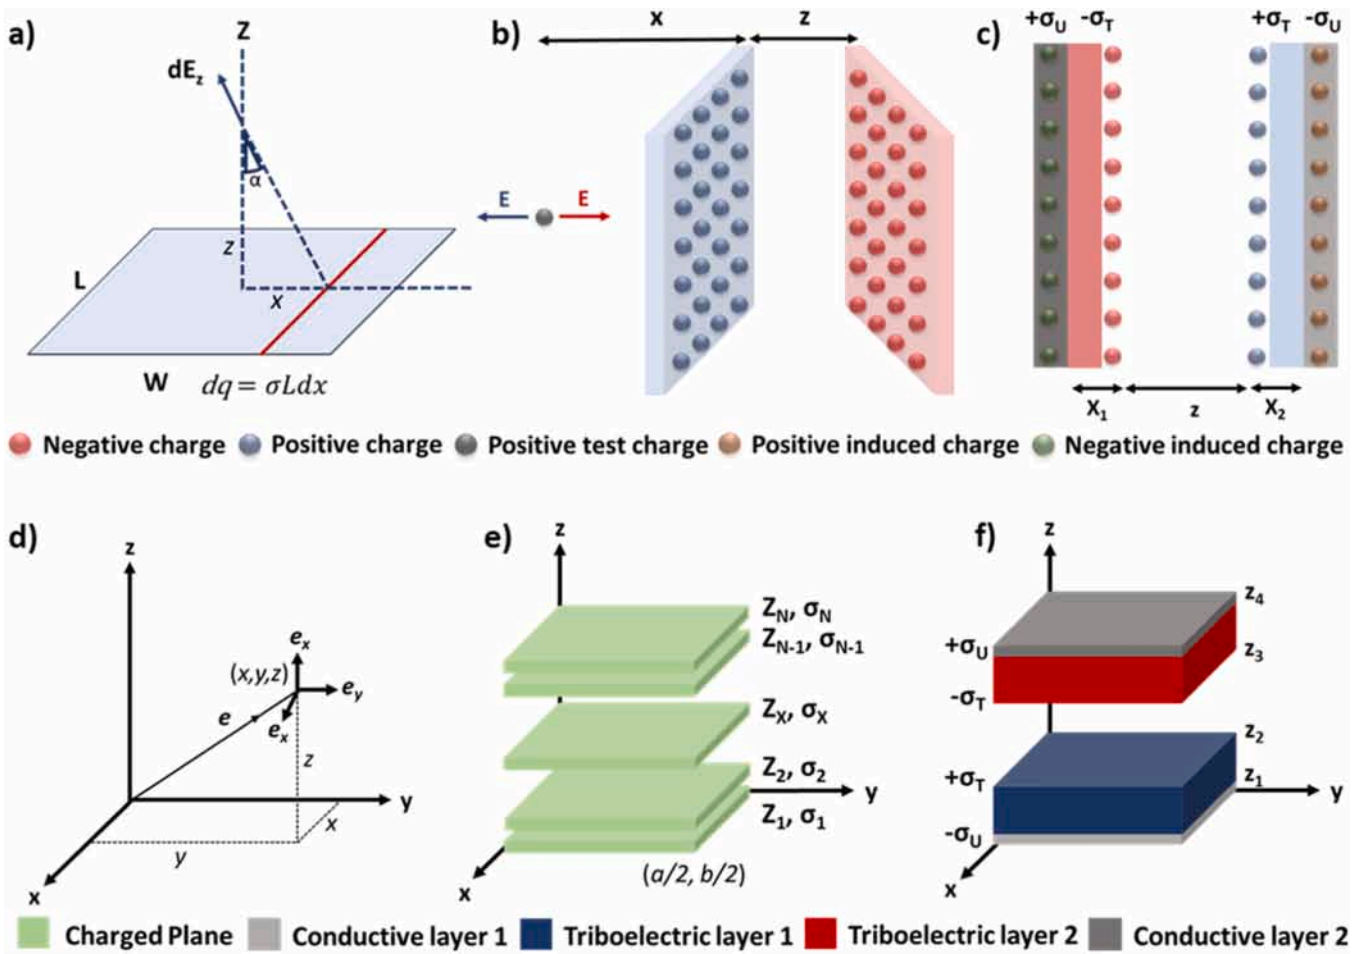 a)
Z
dE_z
α
z
x
L
W
dq = σLdx
b)
x
z
E
E
c)
+σ_U -σ_T
+σ_T -σ_U
X_1
z
X_2
Negative charge
Positive charge
Positive test charge
Positive induced charge
Negative induced charge
d)
z
e_x
(x,y,z)
e_y
e
e_x
z
y
x
y
x
e)
z
Z_N, σ_N
Z_N-1, σ_N-1
Z_X, σ_X
Z_2, σ_2
y
Z_1, σ_1
x
(a/2, b/2)
f)
z
z_4
+σ_U
z_3
-σ_T
z_2
+σ_T
z_1
y
-σ_U
x
Charged Plane
Conductive layer 1
Triboelectric layer 1
Triboelectric layer 2
Conductive layer 2